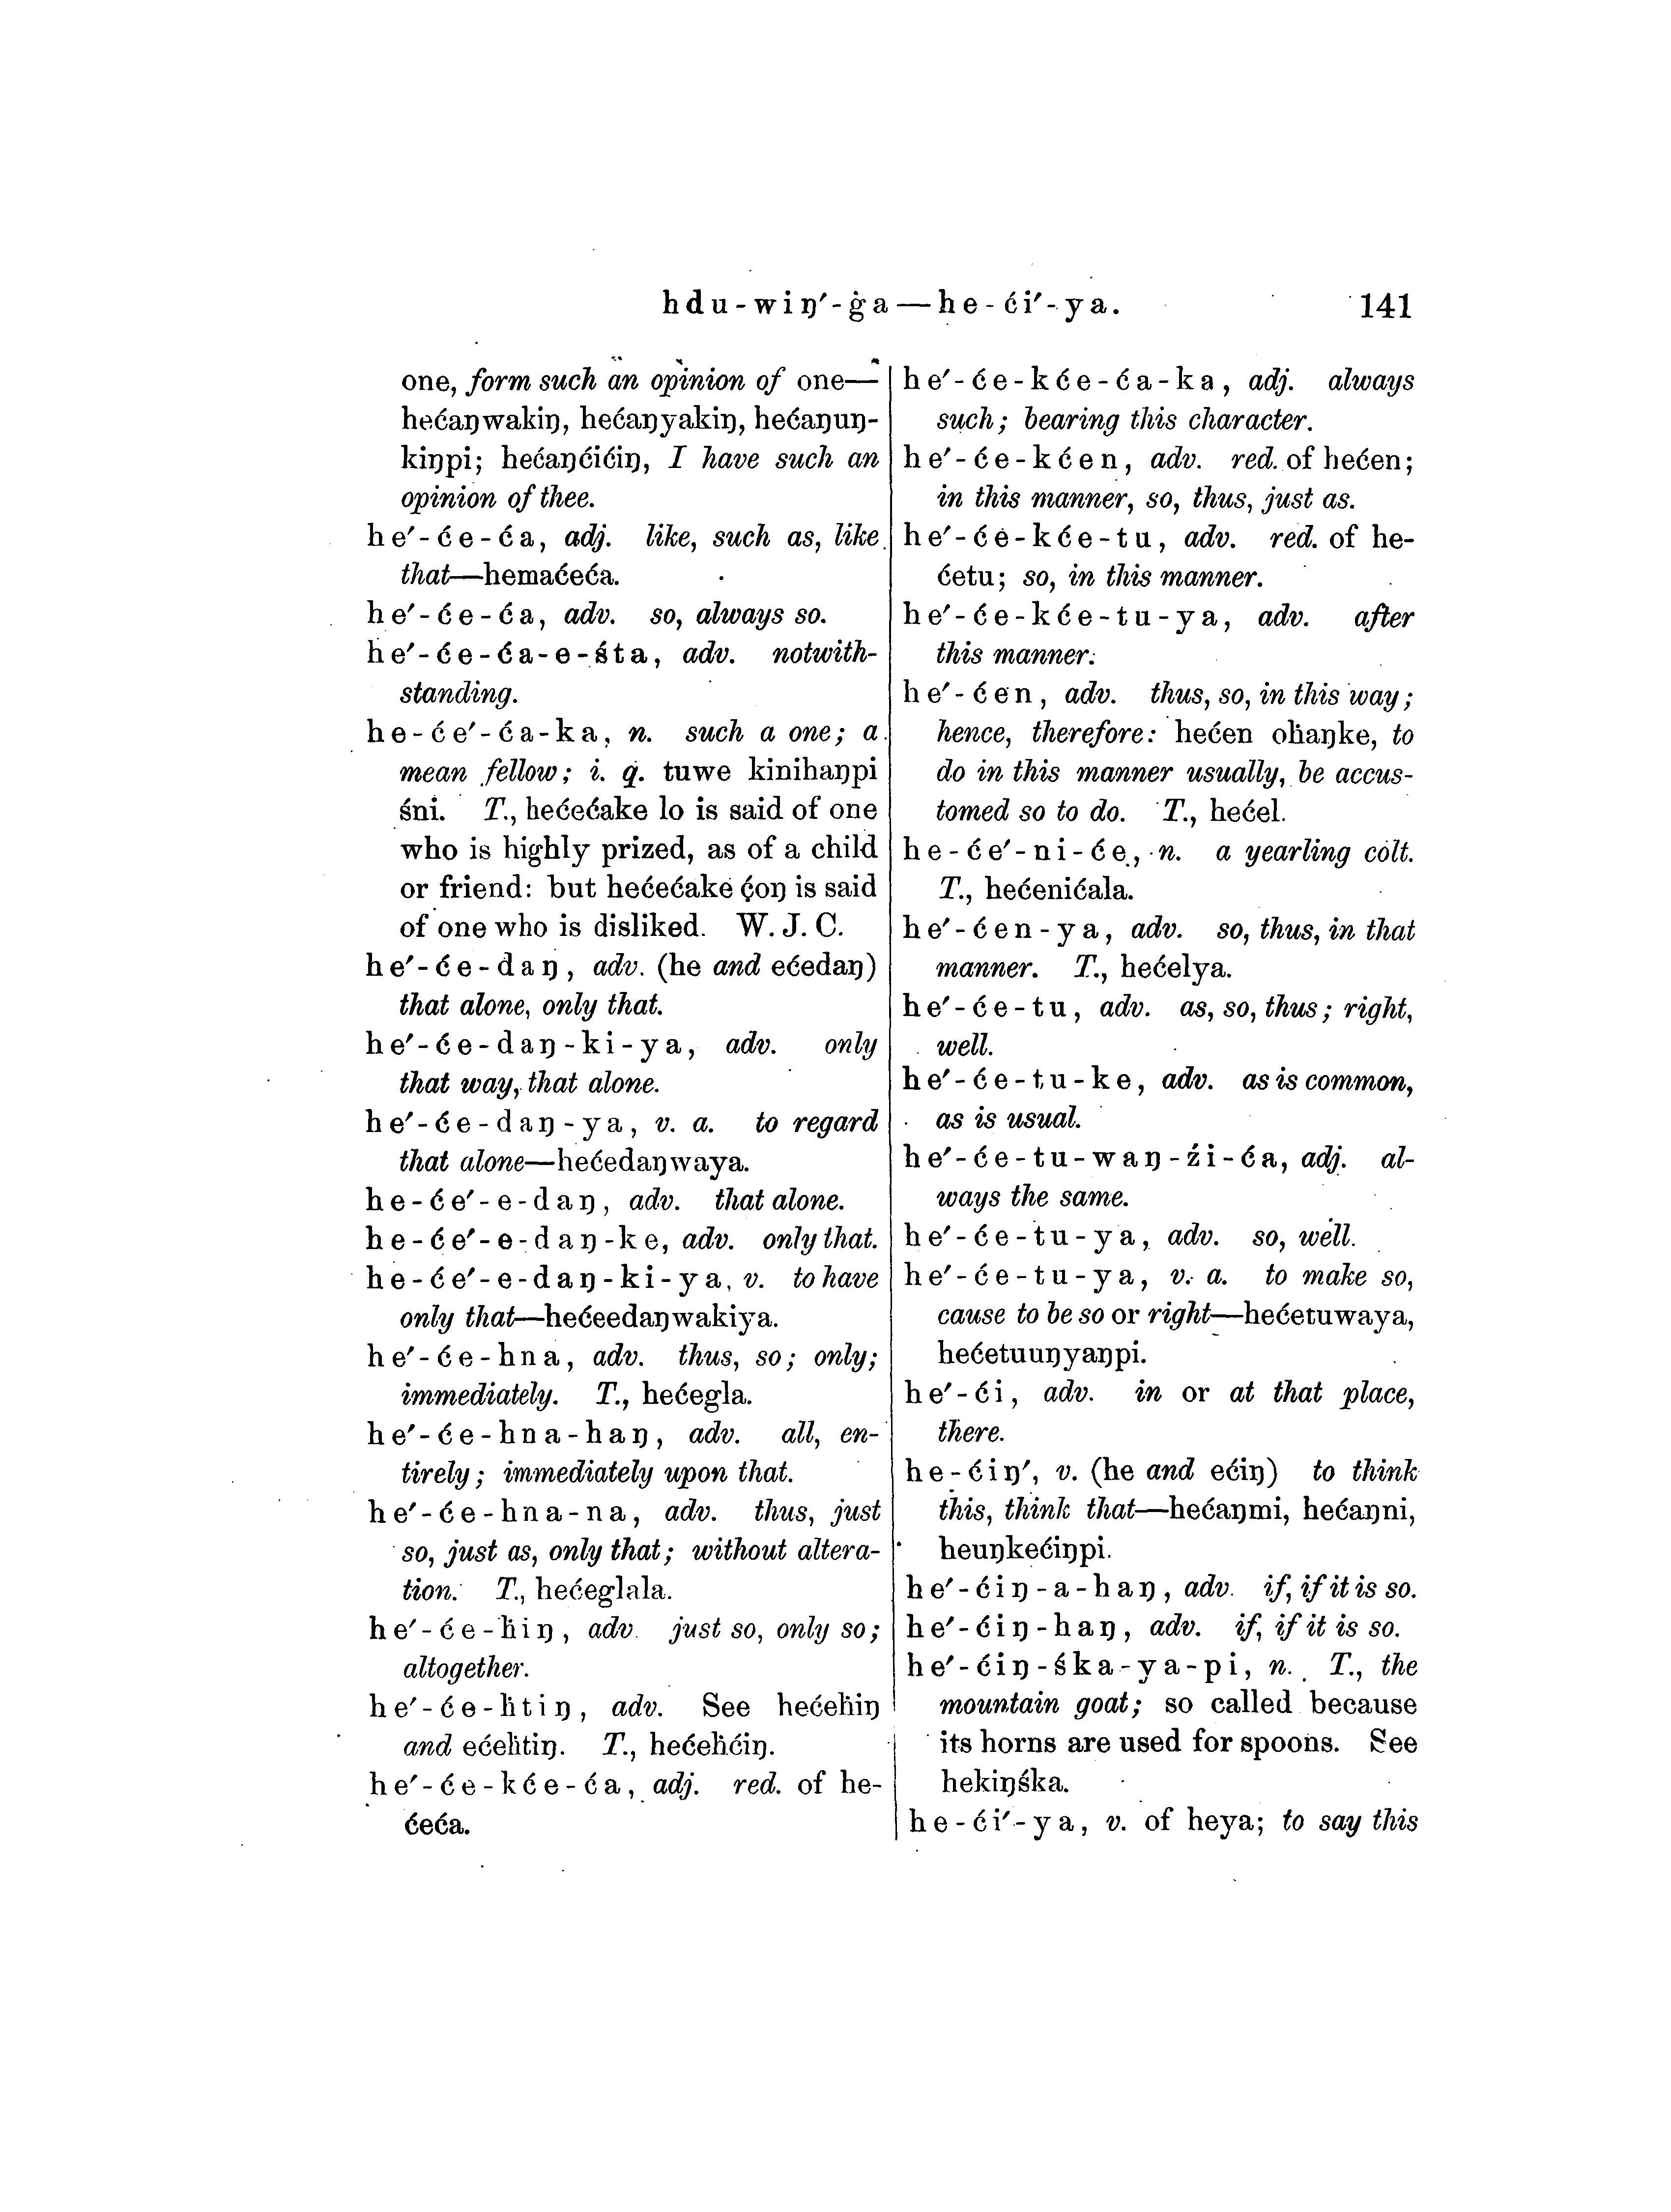 hdu-wiŋ′-ġa—he-ći′-ya. 141
one, form such an opinion of one—
hećaŋwakiŋ, hećaŋyakiŋ, hećaŋuŋ-
kiŋpi; hećaŋćićiŋ, I have such an
opinion of thee.
he′-će-ća, adj. like, such as, like
that—hemaćeća.
he′-će-ća, adv. so, always so.
he′-će-ća-e-śta, adv. notwith-
standing.
he-će′-ća-ka, n. such a one; a
mean fellow; i. q. tuwe kinihaŋpi
śni. T., hećećake lo is said of one
who is highly prized, as of a child
or friend: but hećećake ḉoŋ is said
of one who is disliked. W. J. C.
he′-će-daŋ, adv. (he and ećedaŋ)
that alone, only that.
he′-će-daŋ-ki-ya, adv. only
that way, that alone.
he′-će-daŋ-ya, v. a. to regard
that alone—hećedaŋwaya.
he-će′-e-daŋ, adv. that alone.
he-će′-e-daŋ-ke, adv. only that.
he-će′-e-daŋ-ki-ya, v. to have
only that—hećeedaŋwakiya.
he′-će-hna, adv. thus, so; only;
immediately. T., hećegla.
he′-će-hna-haŋ, adv. all, en-
tirely; immediately upon that.
he′-će-hna-na, adv. thus, just
so, just as, only that; without altera-
tion. T., hećeglala.
he′-će-ḣiŋ, adv. just so, only so;
altogether.
he′-će-ḣtiŋ, adv. See hećeḣiŋ
and ećeḣtiŋ. T., hećeḣćiŋ.
he′-će-kće-ća, adj. red. of he-
ćeća.
he′-će-kće-ća-ka, adj. always
such; bearing this character.
he′-će-kćen, adv. red. of hećen;
in this manner, so, thus, just as.
he′-će-kće-tu, adv. red. of he-
ćetu; so, in this manner.
he′-će-kće-tu-ya, adv. after
this manner.
he′-ćen, adv. thus, so, in this way;
hence, therefore: hećen oḣaŋke, to
do in this manner usually, be accus-
tomed so to do. T., hećel.
he-će′-ni-će, n. a yearling colt.
T., hećenićala.
he′-ćen-ya, adv. so, thus, in that
manner. T., hećelya.
he′-će-tu, adv. as, so, thus; right,
well.
he′-će-tu-ke, adv. as is common,
as is usual.
he′-će-tu-waŋ-źi-ća, adj. al-
ways the same.
he′-će-tu-ya, adv. so, well.
he′-će-tu-ya, v. a. to make so,
cause to be so or right—hećetuwaya,
hećetuuŋyaŋpi.
he′-ći, adv. in or at that place,
there.
he-ćiŋ′, v. (he and ećiŋ) to think
this, think that—hećaŋmi, hećaŋni,
heuŋkećiŋpi.
he′-ćiŋ-a-haŋ, adv. if, if it is so.
he′-ćiŋ-haŋ, adv. if, if it is so.
he′-ćiŋ-śka-ya-pi, n. T., the
mountain goat; so called because
its horns are used for spoons. See
hekiŋśka.
he-ći′-ya, v. of heya; to say this